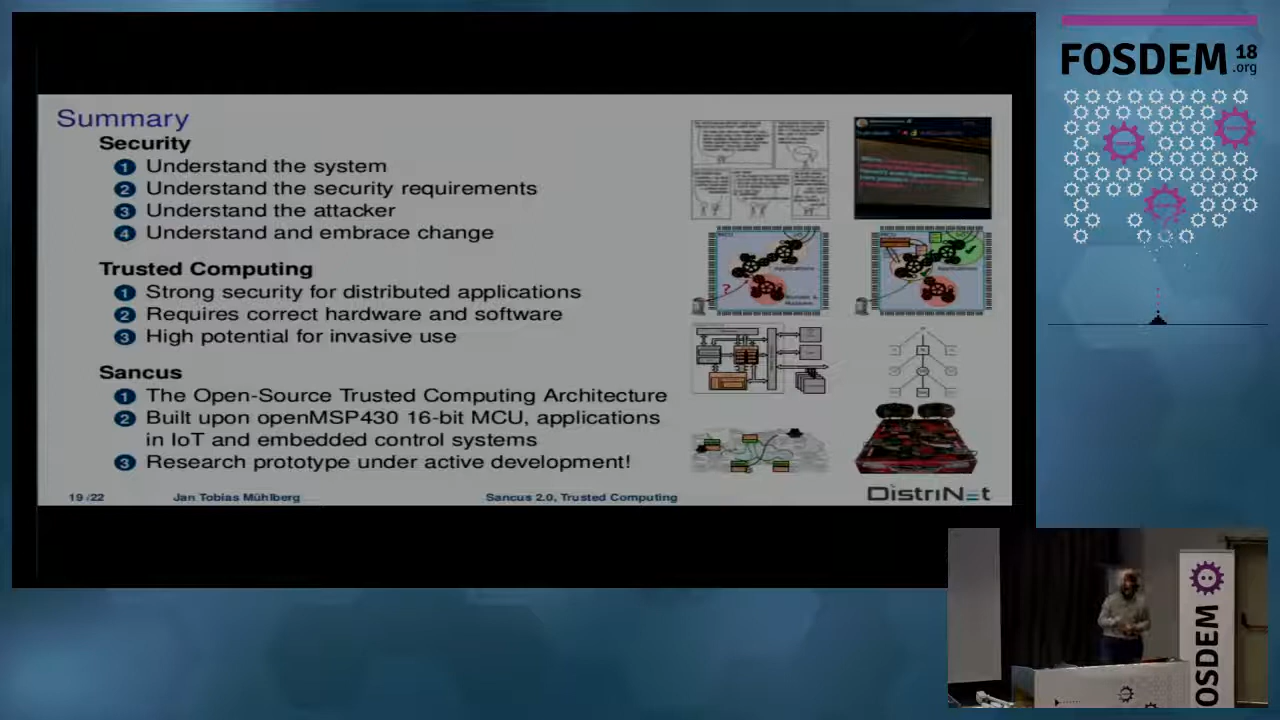 Summary
Security
1 Understand the system
2 Understand the security requirements
3 Understand the attacker
4 Understand and embrace change
Trusted Computing
1 Strong security for distributed applications
2 Requires correct hardware and software
3 High potential for invasive use
Sancus
1 The Open-Source Trusted Computing Architecture
2 Built upon openMSP430 16-bit MCU, applications
in IoT and embedded control systems
3 Research prototype under active development!
19 /22 Jan Tobias Mühlberg Sancus 2.0, Trusted Computing DistriNet
Applications
Applications
?
FOSDEM 18
.org
OSDEM